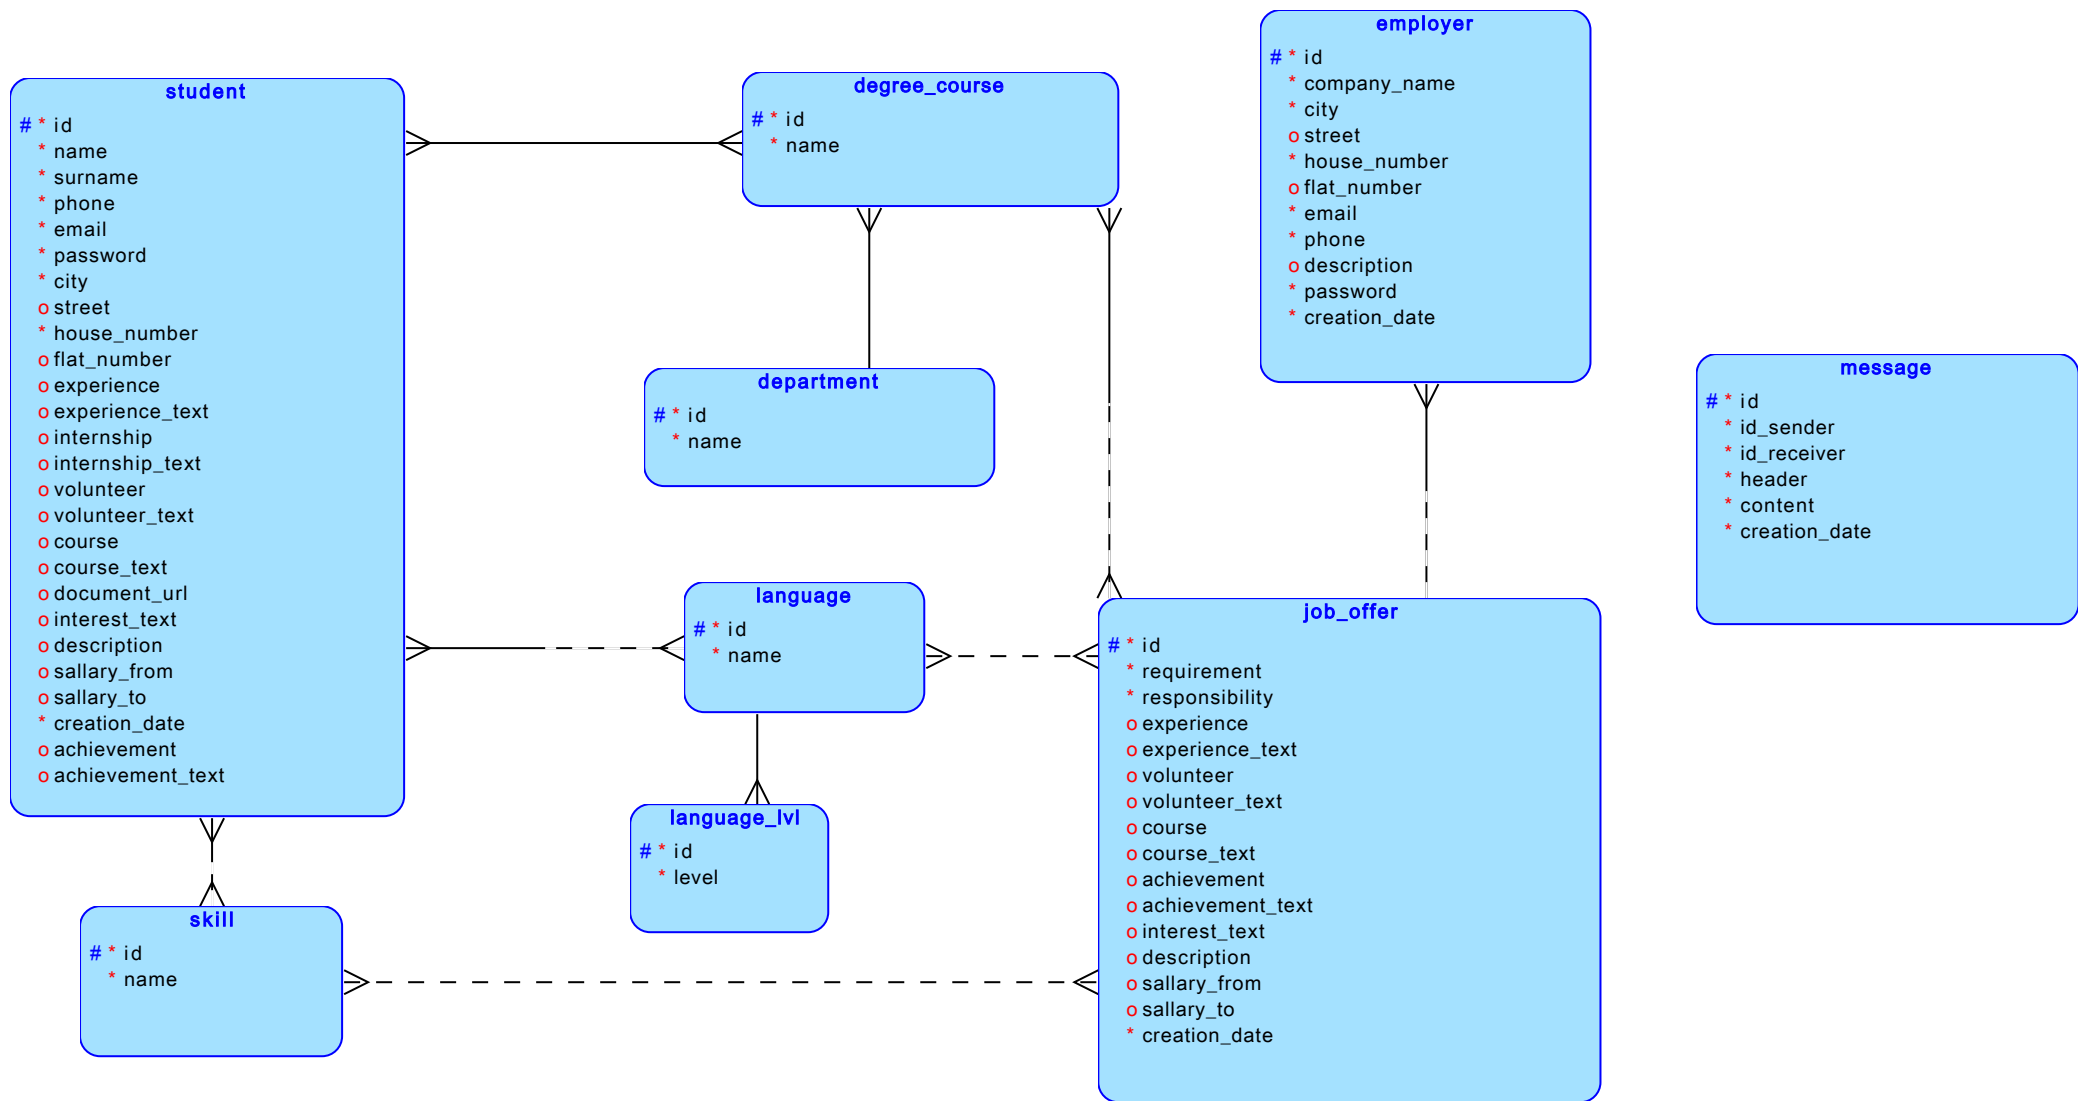 student
# * id
* name
* surname
* phone
* email
* password
* city
o street
* house_number
o flat_number
o experience
o experience_text
o internship
o internship_text
o volunteer
o volunteer_text
o course
o course_text
o document_url
o interest_text
o description
o sallary_from
o sallary_to
* creation_date
o achievement
o achievement_text
degree_course
# * id
* name
employer
# * id
* company_name
* city
o street
* house_number
o flat_number
* email
* phone
o description
* password
* creation_date
department
# * id
* name
message
# * id
* id_sender
* id_receiver
* header
* content
* creation_date
language
# * id
* name
job_offer
# * id
* requirement
* responsibility
o experience
o experience_text
o volunteer
o volunteer_text
o course
o course_text
o achievement
o achievement_text
o interest_text
o description
o sallary_from
o sallary_to
* creation_date
language_lvl
# * id
* level
skill
# * id
* name